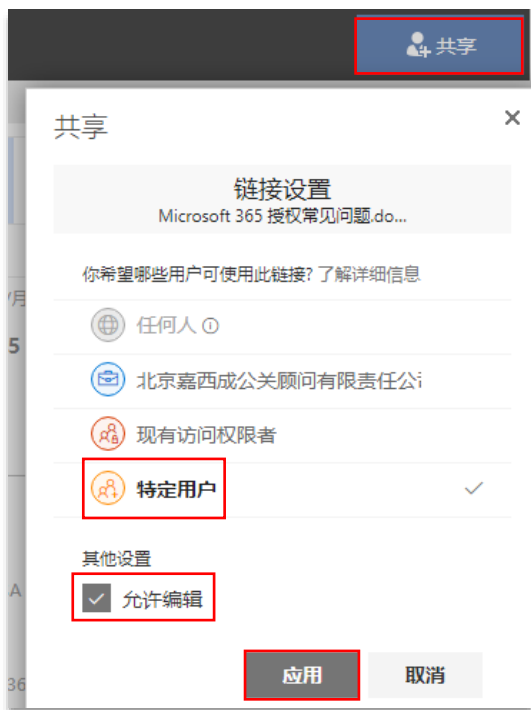 共享
共享
链接设置
Microsoft 365 授权常见问题.do...
你希望哪些用户可使用此链接? 了解详细信息
任何人
北京嘉西成公关顾问有限责任公
现有访问权限者
特定用户
其他设置
允许编辑
应用 取消
/月
5
A
36